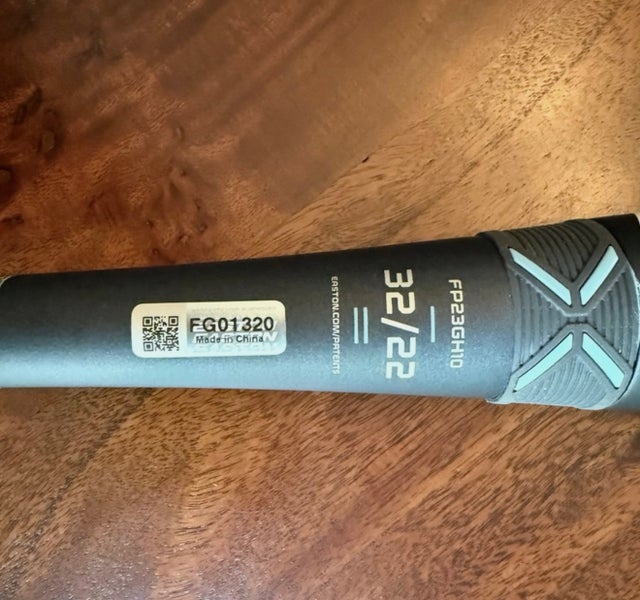 FG01320
Made in China
EASTON.COM/PATENTS
32/22
FP23GH10